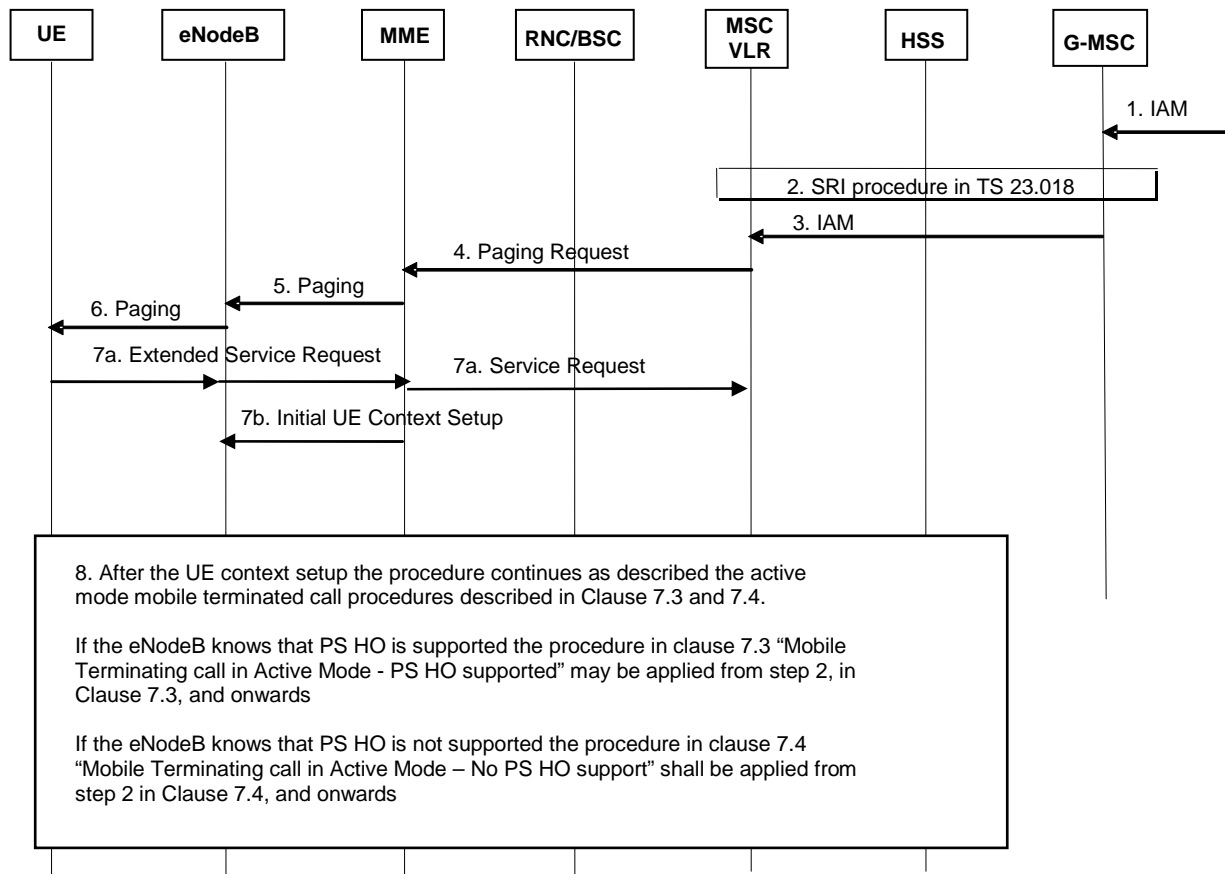 UE
eNodeB
MME
RNC/BSC
MSC
VLR
HSS
G-MSC
1. IAM
2. SRI procedure in TS 23.018
3. IAM
4. Paging Request
5. Paging
6. Paging
7a. Extended Service Request
7a. Service Request
7b. Initial UE Context Setup
8. After the UE context setup the procedure continues as described the active
mode mobile terminated call procedures described in Clause 7.3 and 7.4.
If the eNodeB knows that PS HO is supported the procedure in clause 7.3 “Mobile
Terminating call in Active Mode - PS HO supported” may be applied from step 2, in
Clause 7.3, and onwards
If the eNodeB knows that PS HO is not supported the procedure in clause 7.4
“Mobile Terminating call in Active Mode – No PS HO support” shall be applied from
step 2 in Clause 7.4, and onwards